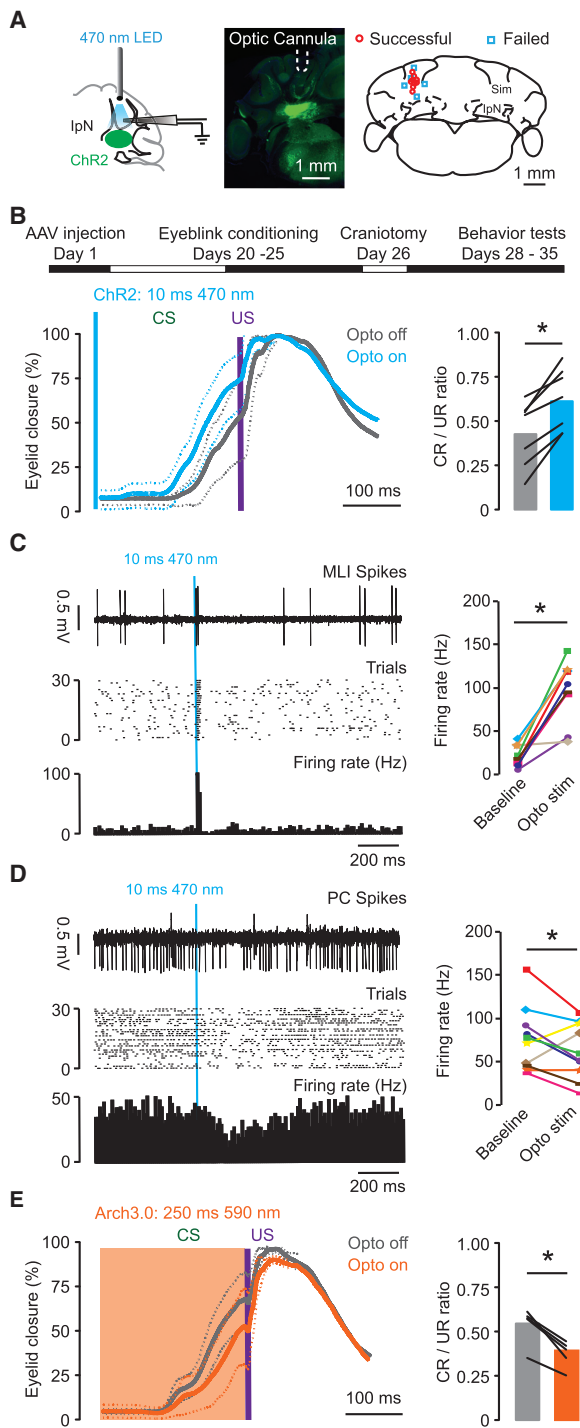 A
470 nm LED
IpN
ChR2
Optic Cannula
1 mm
Successful
Failed
Sim
IpN
1 mm
B
AAV injection
Day 1
Eyeblink conditioning
Days 20 -25
Craniotomy
Day 26
Behavior tests
Days 28 - 35
ChR2: 10 ms 470 nm
CS
US
Opto off
Opto on
Eyelid closure (%)
100
75
50
25
0
100 ms
CR / UR ratio
1.00
0.75
0.50
0.25
0
*
C
10 ms 470 nm
MLI Spikes
0.5 mV
Trials
30
0
Firing rate (Hz)
100
0
200 ms
Firing rate (Hz)
200
150
100
50
0
*
Baseline
Opto stim
D
10 ms 470 nm
PC Spikes
0.5 mV
Trials
30
0
Firing rate (Hz)
50
0
200 ms
Firing rate (Hz)
200
150
100
50
0
*
Baseline
Opto stim
E
Arch3.0: 250 ms 590 nm
CS
US
Opto off
Opto on
Eyelid closure (%)
100
75
50
25
0
100 ms
CR / UR ratio
1.00
0.75
0.50
0.25
0
*